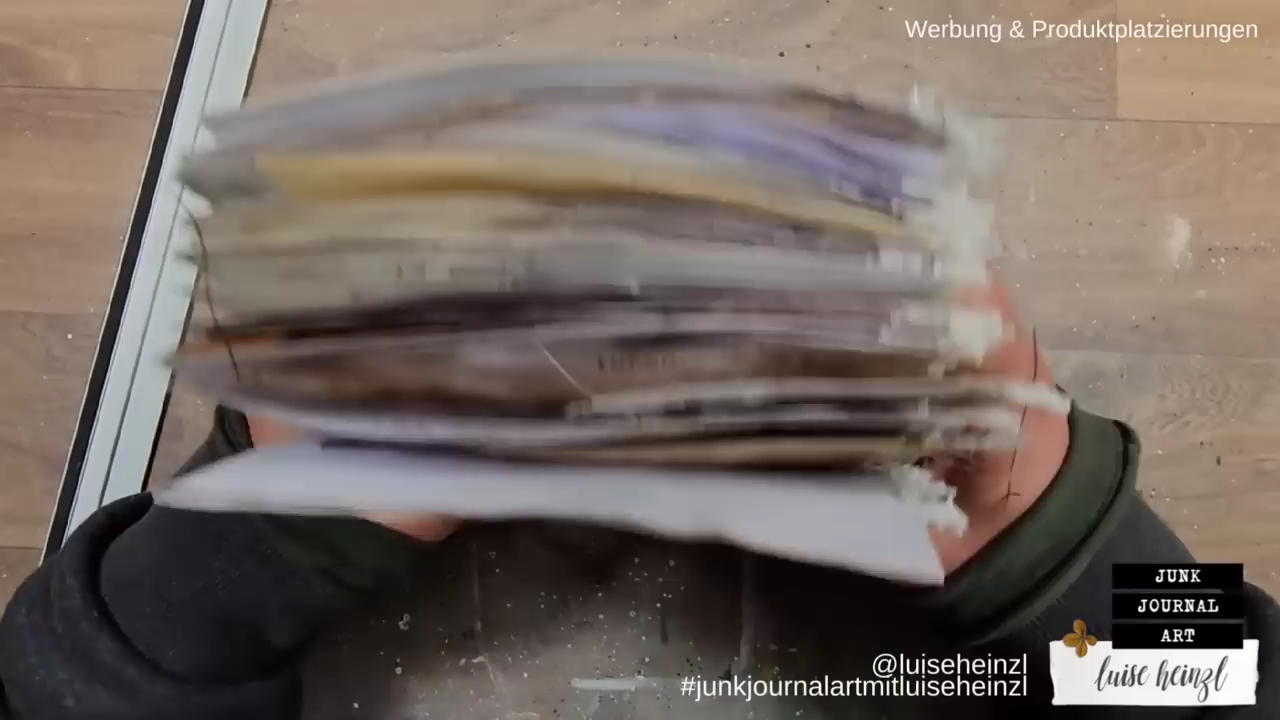 Werbung & Produktplatzierungen
JUNK
JOURNAL
ART
luise heinzl
@luiseheinzl
#junkjournalartmitluiseheinzl